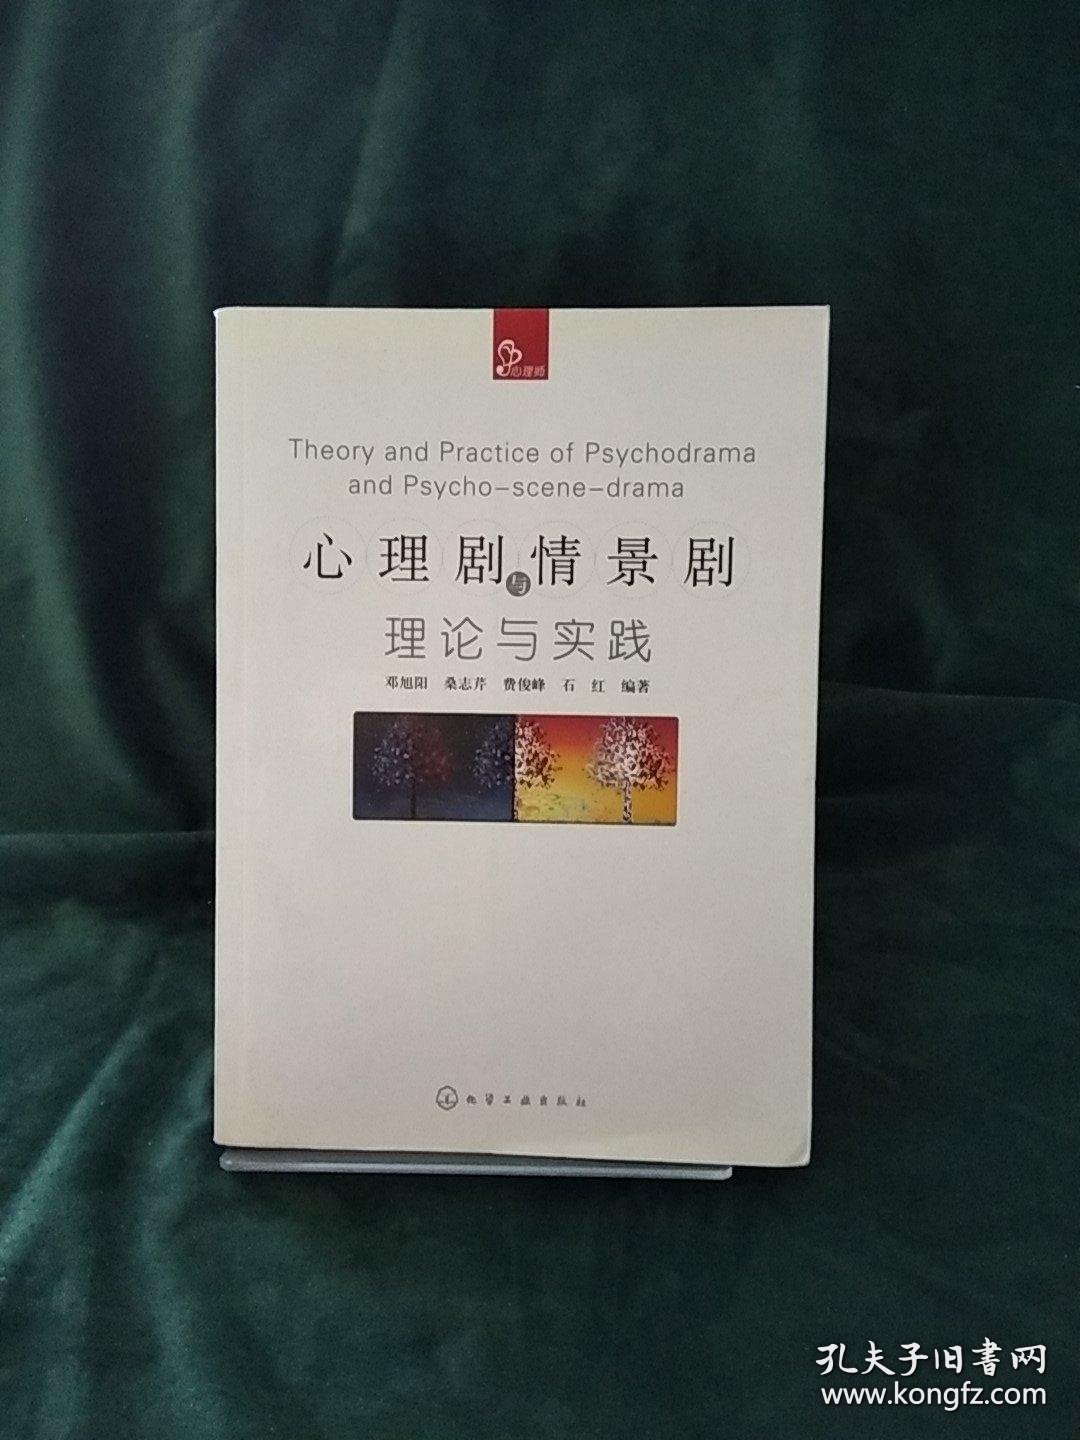 心理师
Theory and Practice of Psychodrama
and Psycho-scene-drama
心理剧与情景剧
理论与实践
邓旭阳 桑志芹 费俊峰 石红 编著
化学工业出版社
孔夫子旧書网
www.kongfz.com